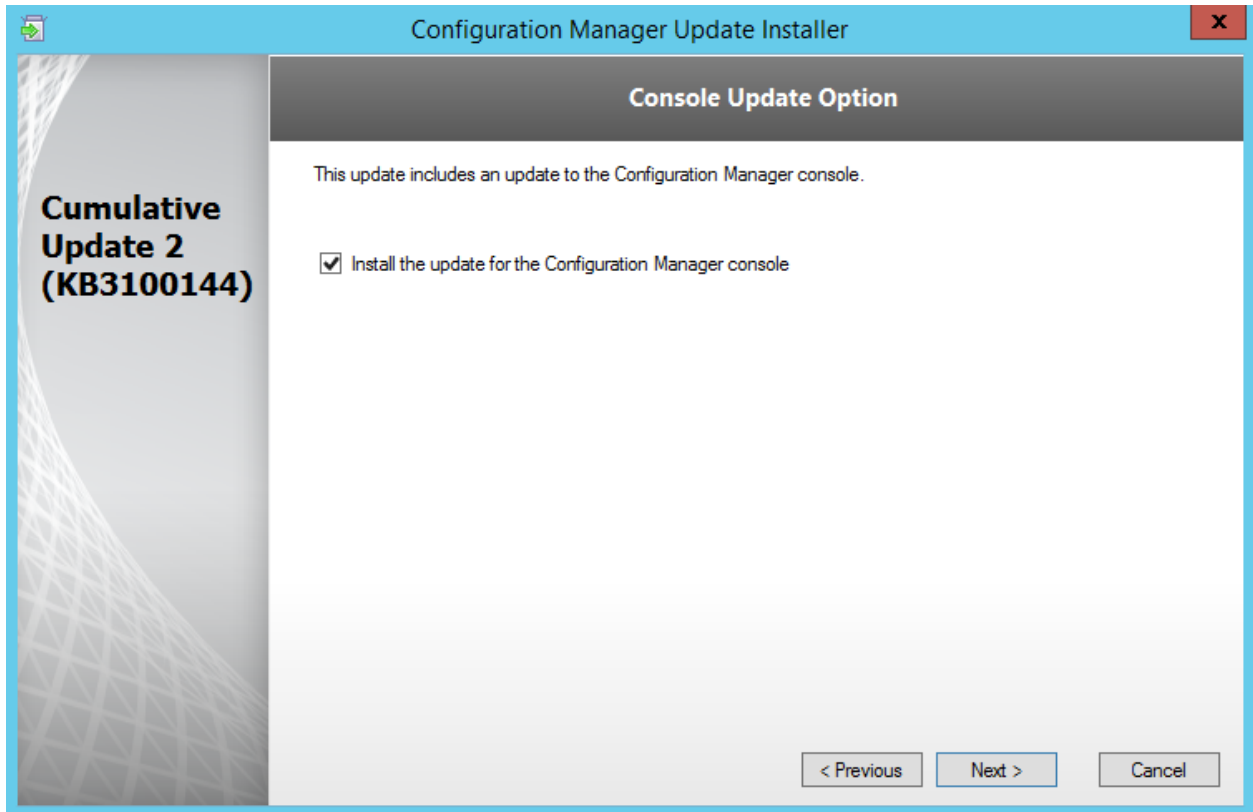 Configuration Manager Update Installer
x
Console Update Option
Cumulative
Update 2
(KB3100144)
This update includes an update to the Configuration Manager console.
Install the update for the Configuration Manager console
< Previous
Next >
Cancel